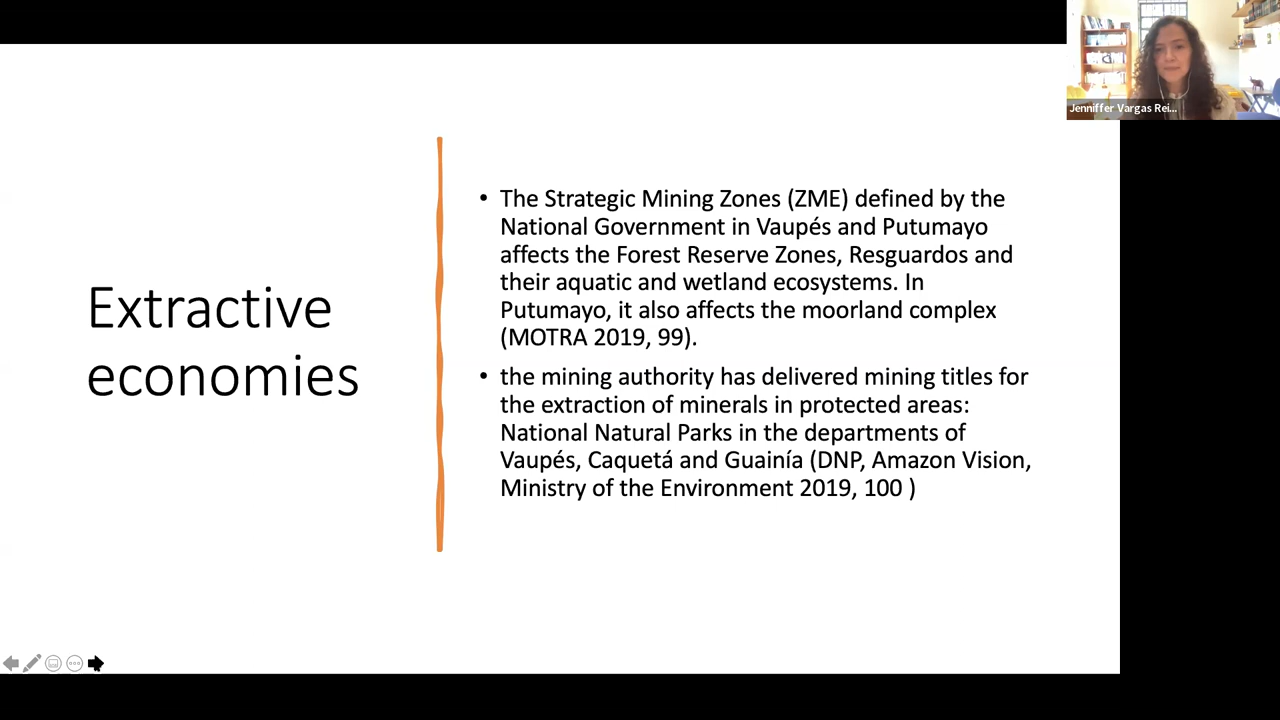 Jenniffer Vargas Rei...
Extractive
economies
• The Strategic Mining Zones (ZME) defined by the
National Government in Vaupés and Putumayo
affects the Forest Reserve Zones, Resguardos and
their aquatic and wetland ecosystems. In
Putumayo, it also affects the moorland complex
(MOTRA 2019, 99).
• the mining authority has delivered mining titles for
the extraction of minerals in protected areas:
National Natural Parks in the departments of
Vaupés, Caquetá and Guainía (DNP, Amazon Vision,
Ministry of the Environment 2019, 100 )